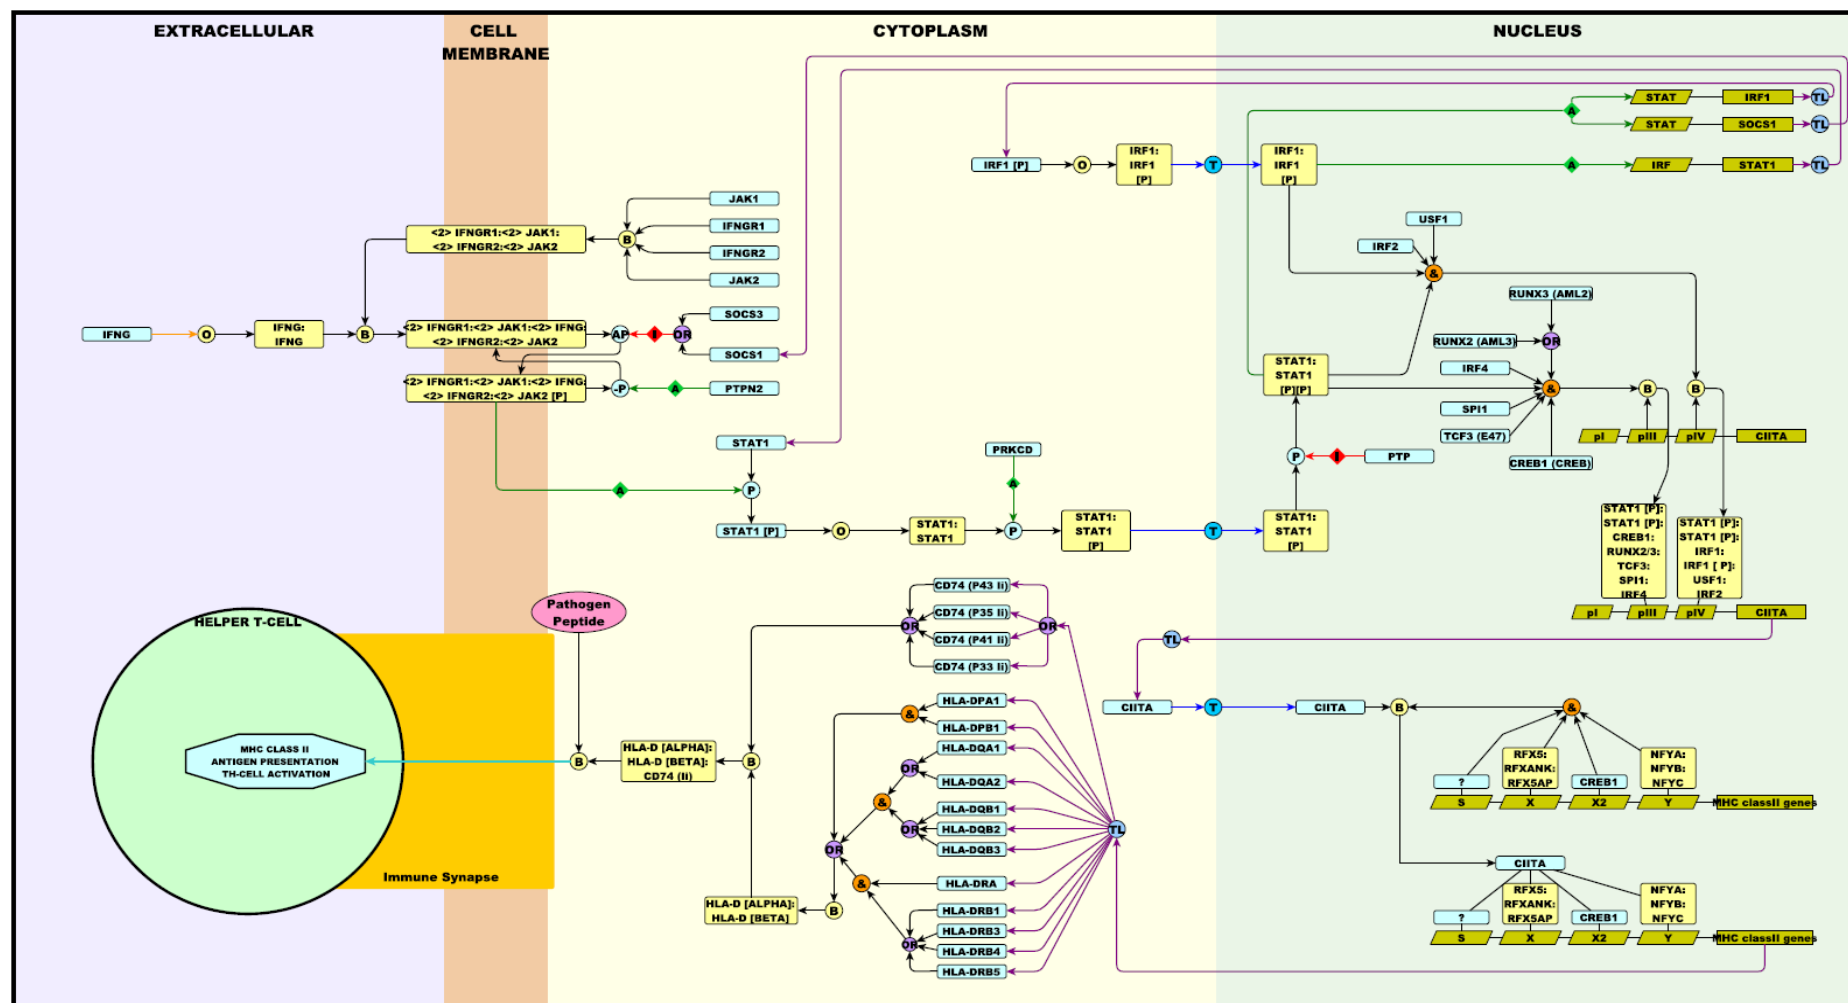 EXTRACELLULAR
CELL
MEMBRANE
CYTOPLASM
NUCLEUS
STAT
IRF1
TL
A
STAT
SOCS1
TL
IRF1 [P]
O
IRF1:
IRF1
[P]
T
IRF1:
IRF1
[P]
A
IRF
STAT1
TL
JAK1
IFNGR1
IFNGR2
JAK2
B
<2> IFNGR1:<2> JAK1:
<2> IFNGR2:<2> JAK2
USF1
IRF2
&
IFNG
O
IFNG:
IFNG
B
<2> IFNGR1:<2> JAK1:<2> IFNG:
<2> IFNGR2:<2> JAK2
AP
I
OR
SOCS3
SOCS1
<2> IFNGR1:<2> JAK1:<2> IFNG:
<2> IFNGR2:<2> JAK2 [P]
-P
A
PTPN2
RUNX3 (AML2)
RUNX2 (AML3)
OR
IRF4
SPI1
TCF3 (E47)
CREB1 (CREB)
&
B
B
STAT1:
STAT1
[P][P]
pI
pIII
pIV
CIITA
STAT1
P
A
STAT1 [P]
O
STAT1:
STAT1
PRKCD
A
P
STAT1:
STAT1
[P]
T
STAT1:
STAT1
[P]
P
I
PTP
STAT1 [P]:
STAT1 [P]:
CREB1:
RUNX2/3:
TCF3:
SPI1:
IRF4
STAT1 [P]:
STAT1 [P]:
IRF1:
IRF1 [ P]:
USF1:
IRF2
pI
pIII
pIV
CIITA
TL
HELPER T-CELL
MHC CLASS II
ANTIGEN PRESENTATION
TH-CELL ACTIVATION
Immune Synapse
Pathogen
Peptide
B
HLA-D [ALPHA]:
HLA-D [BETA]:
CD74 (Ii)
B
CD74 (P43 Ii)
CD74 (P35 Ii)
CD74 (P41 Ii)
CD74 (P33 Ii)
OR
OR
HLA-DPA1
HLA-DPB1
&
HLA-DQA1
HLA-DQA2
OR
&
HLA-DQB1
HLA-DQB2
HLA-DQB3
OR
OR
TL
HLA-DRA
&
HLA-DRB1
HLA-DRB3
HLA-DRB4
HLA-DRB5
OR
B
HLA-D [ALPHA]:
HLA-D [BETA]
CIITA
T
CIITA
B
&
?
RFX5:
RFXANK:
RFX5AP
CREB1
NFYA:
NFYB:
NFYC
S
X
X2
Y
MHC classII genes
CIITA
?
RFX5:
RFXANK:
RFX5AP
CREB1
NFYA:
NFYB:
NFYC
S
X
X2
Y
MHC classII genes